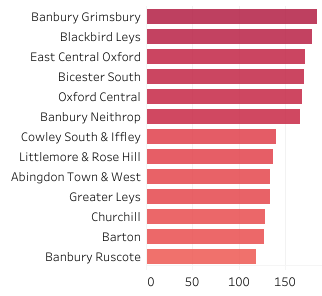 Banbury Grimsbury
Blackbird Leys
East Central Oxford
Bicester South
Oxford Central
Banbury Neithrop
Cowley South & Iffley
Littlemore & Rose Hill
Abingdon Town & West
Greater Leys
Churchill
Barton
Banbury Ruscote
0 50 100 150